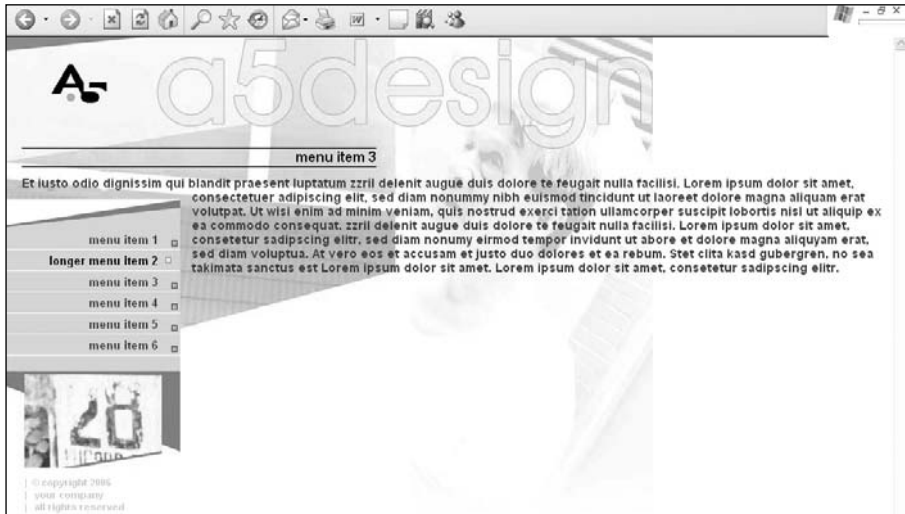 W
A5
a5design
menu item 3
Et iusto odio dignissim qui blandit praesent luptatum zzril delenit augue duis dolore te feugait nulla facilisi. Lorem ipsum dolor sit amet,
consectetuer adipiscing elit, sed diam nonummy nibh euismod tincidunt ut laoreet dolore magna aliquam erat
volutpat. Ut wisi enim ad minim veniam, quis nostrud exerci tation ullamcorper suscipit lobortis nisl ut aliquip ex
ea commodo consequat. zzril delenit augue duis dolore te feugait nulla facilisi. Lorem ipsum dolor sit amet,
consetetur sadipscing elitr, sed diam nonumy eirmod tempor invidunt ut abore et dolore magna aliquyam erat,
sed diam voluptua. At vero eos et accusam et justo duo dolores et ea rebum. Stet clita kasd gubergren, no sea
takimata sanctus est Lorem ipsum dolor sit amet. Lorem ipsum dolor sit amet, consetetur sadipscing elitr.
menu item 1
longer menu item 2
menu item 3
menu item 4
menu item 5
menu item 6
20
| © copyright 2006
| your company
| all rights reserved